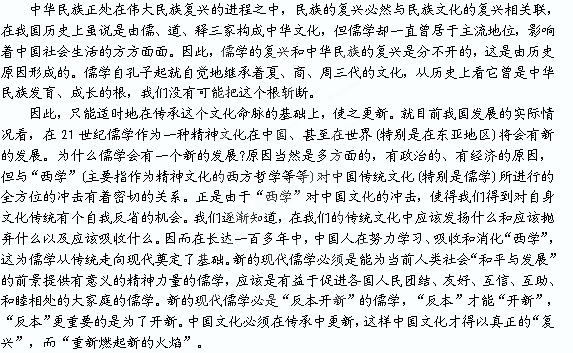 中华民族正处在伟大民族复兴的进程之中，民族的复兴必然与民族文化的复兴相关联，
在我国历史上虽说是由儒、道、释三家构成中华文化，但儒学却一直曾居于主流地位，影响
着中国社会生活的方方面面。因此，儒学的复兴和中华民族的复兴是分不开的，这是由历史
原因形成的。儒学自孔子起就自觉地继承着夏、商、周三代的文化，从历史上看它曾是中华
民族发育、成长的根，我们没有可能把这个根斩断。
因此，只能适时地在传承这个文化命脉的基础上，使之更新。就目前我国发展的实际情
况看，在 21 世纪儒学作为一种精神文化在中国、甚至在世界(特别是在东亚地区)将会有新
的发展。为什么儒学会有一个新的发展?原因当然是多方面的，有政治的、有经济的原因，
但与“西学”(主要指作为精神文化的西方哲学等等)对中国传统文化(特别是儒学)所进行的
全方位的冲击有着密切的关系。正是由于“西学”对中国文化的冲击，使得我们得到对自身
文化传统有个自我反省的机会。我们逐渐知道，在我们的传统文化中应该发扬什么和应该抛
弃什么以及应该吸收什么。因而在长达一百多年中，中国人在努力学习、吸收和消化“西学”，
这为儒学从传统走向现代奠定了基础。新的现代儒学必须是能为当前人类社会“和平与发展”
的前景提供有意义的精神力量的儒学，应该是有益于促进各国人民团结、友好、互信、互助、
和睦相处的大家庭的儒学。新的现代儒学必是“反本开新”的儒学，“反本”才能“开新”，
“反本”更重要的是为了开新。中国文化必须在传承中更新，这样中国文化才得以真正的“复
兴”，而“重新燃起新的火焰”。